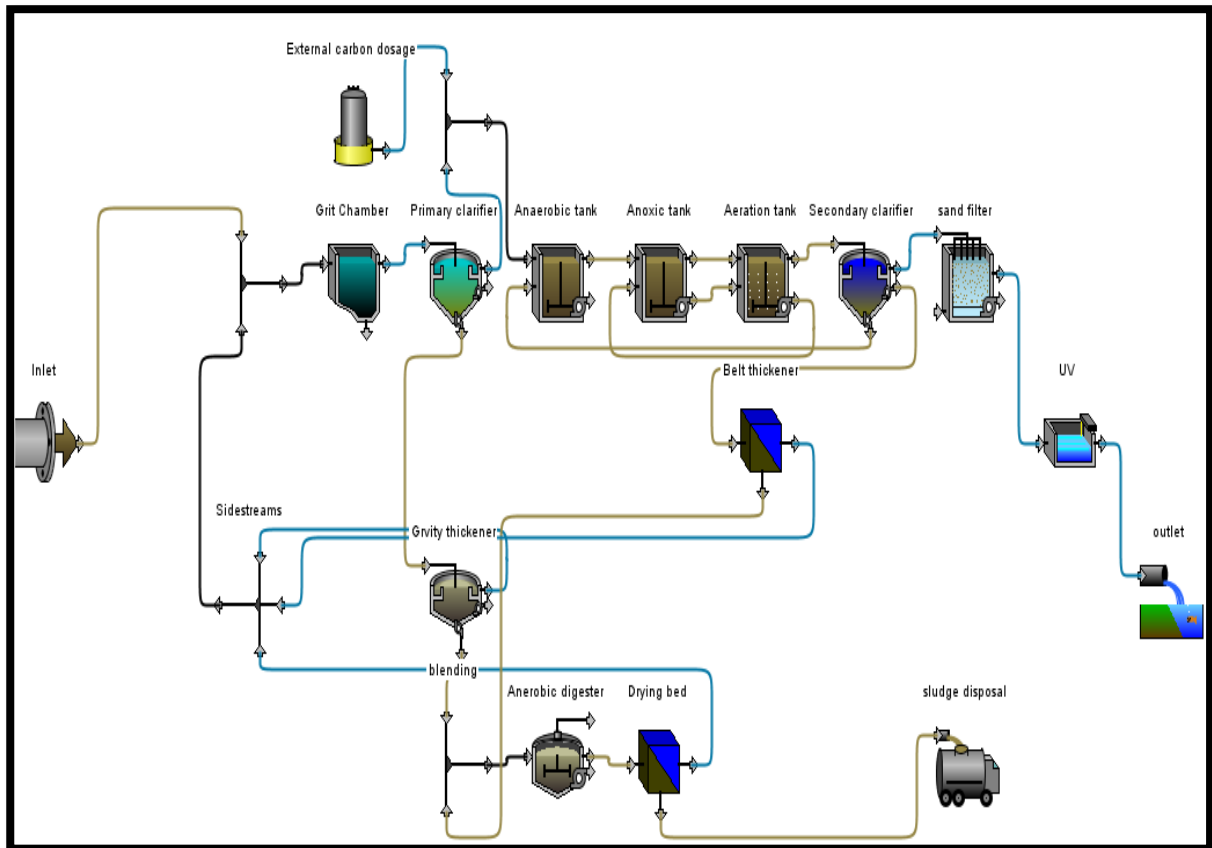 External carbon dosage
Grit Chamber
Primary clarifier
Anaerobic tank
Anoxic tank
Aeration tank
Secondary clarifier
sand filter
Inlet
Belt thickener
UV
Sidestreams
Grvity thickener
outlet
blending
Anerobic digester
Drying bed
sludge disposal